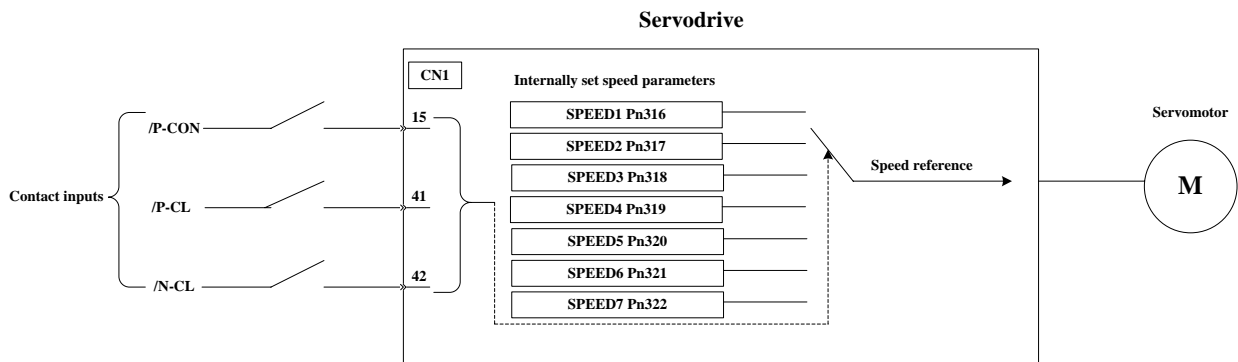 Servodrive
CN1
Internally set speed parameters
Contact inputs
/P-CON
15
/P-CL
41
/N-CL
42
SPEED1 Pn316
SPEED2 Pn317
SPEED3 Pn318
SPEED4 Pn319
SPEED5 Pn320
SPEED6 Pn321
SPEED7 Pn322
Speed reference
Servomotor
M